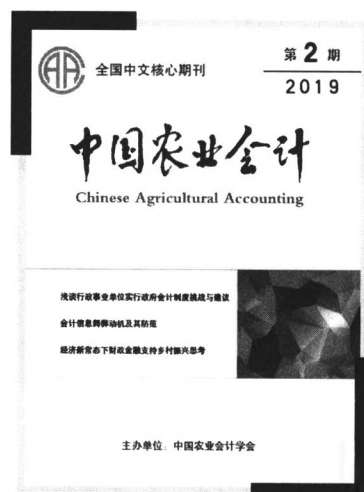 全国中文核心期刊
第2期
2019
中国农业会计
Chinese Agricultural Accounting
浅谈行政事业单位实行政府会计制度挑战与建议
会计信息舞弊动机及其防范
经济新常态下财政金融支持乡村振兴思考
主办单位：中国农业会计学会